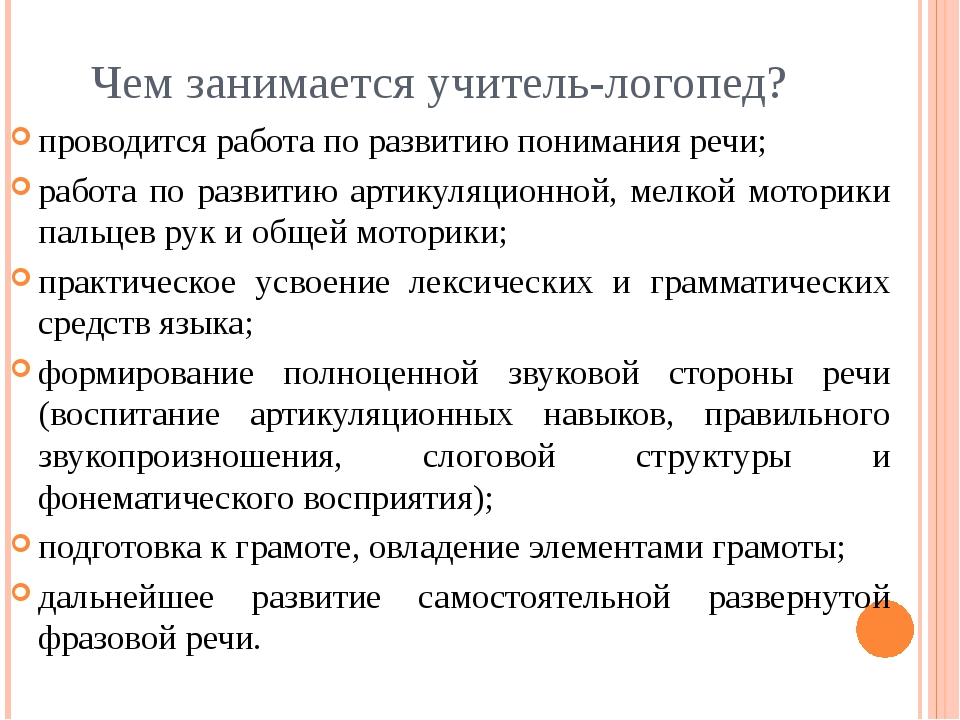 Чем занимается учитель-логопед?
проводится работа по развитию понимания речи;
работа по развитию артикуляционной, мелкой моторики
пальцев рук и общей моторики;
практическое усвоение лексических и грамматических
средств языка;
формирование полноценной звуковой стороны речи
(воспитание артикуляционных навыков, правильного
звукопроизношения, слоговой структуры и
фонематического восприятия);
подготовка к грамоте, овладение элементами грамоты;
дальнейшее развитие самостоятельной развернутой
фразовой речи.